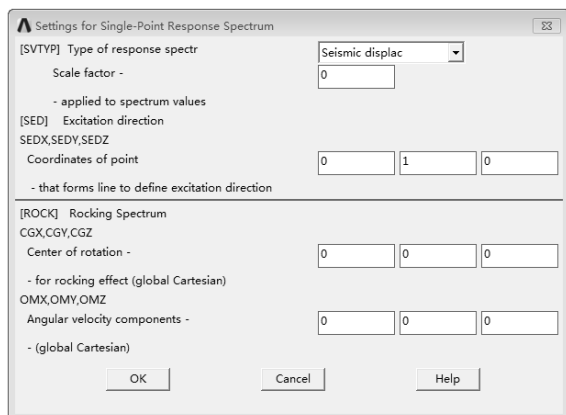 Settings for Single-Point Response Spectrum
[SVTYP] Type of response spectr Seismic displac
Scale factor - 0
- applied to spectrum values
[SED] Excitation direction
SEDX,SEDY,SEDZ
Coordinates of point 0 1 0
- that forms line to define excitation direction
[ROCK] Rocking Spectrum
CGX,CGY,CGZ
Center of rotation - 0 0 0
- for rocking effect (global Cartesian)
OMX,OMY,OMZ
Angular velocity components - 0 0 0
- (global Cartesian)
OK Cancel Help